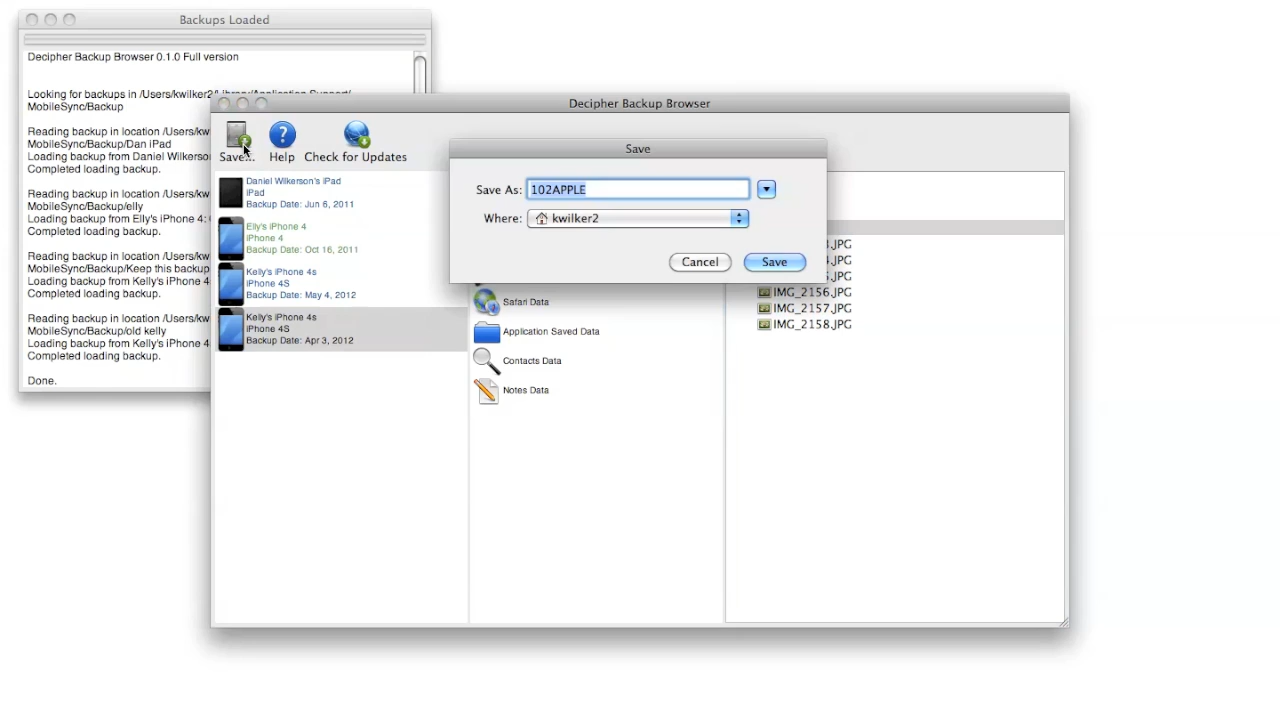 Backups Loaded
Decipher Backup Browser 0.1.0 Full version
Looking for backups in /Users/kwilker2/Library/Application Support/
MobileSync/Backup
Reading backup in location /Users/kw
MobileSync/Backup/Dan iPad
Loading backup from Daniel Wilkerson
Completed loading backup.
Reading backup in location /Users/kw
MobileSync/Backup/elly
Loading backup from Elly's iPhone 4:
Completed loading backup.
Reading backup in location /Users/kw
MobileSync/Backup/Keep this backup
Loading backup from Kelly's iPhone 4
Completed loading backup.
Reading backup in location /Users/kw
MobileSync/Backup/old kelly
Loading backup from Kelly's iPhone 4
Completed loading backup.
Done.
Decipher Backup Browser
Save...
Help
Check for Updates
Daniel Wilkerson's iPad
iPad
Backup Date: Jun 6, 2011
Elly's iPhone 4
iPhone 4
Backup Date: Oct 16, 2011
Kelly's iPhone 4s
iPhone 4S
Backup Date: May 4, 2012
Kelly's iPhone 4s
iPhone 4S
Backup Date: Apr 3, 2012
Save
Save As: 102APPLE
Where: kwilker2
Cancel
Save
Safari Data
Application Saved Data
Contacts Data
Notes Data
.JPG
.JPG
.JPG
IMG_2156.JPG
IMG_2157.JPG
IMG_2158.JPG